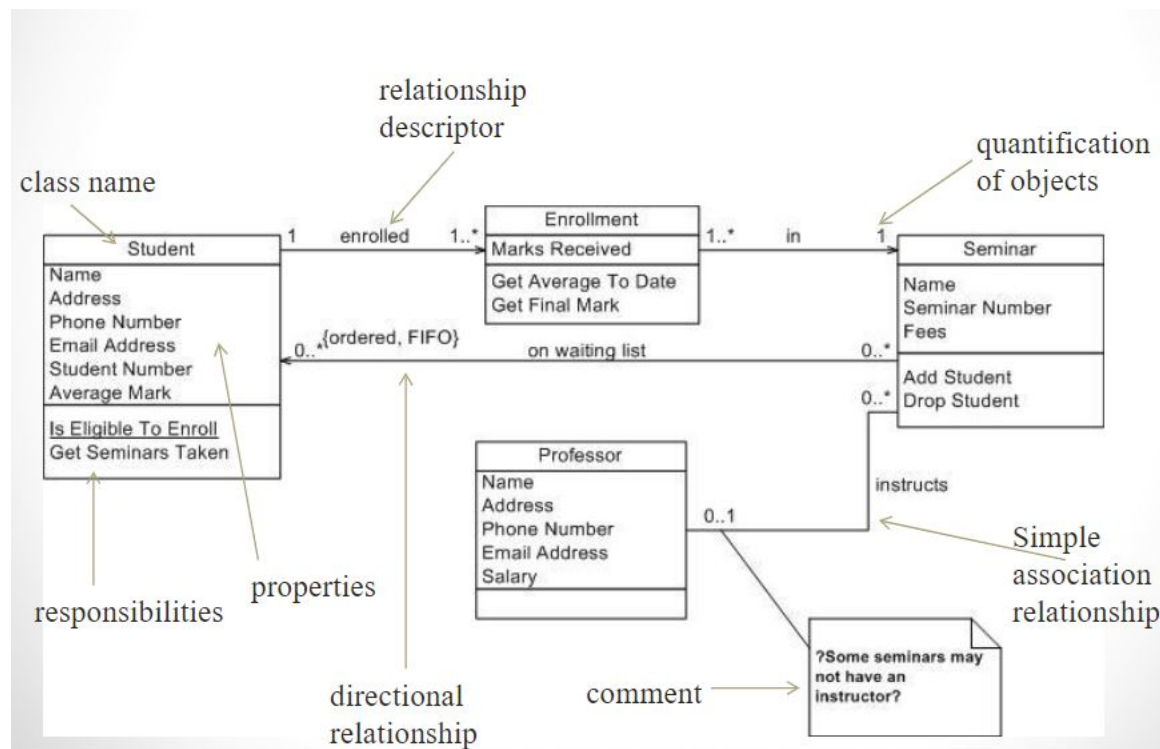 relationship
descriptor
quantification
of objects
class name
Student
Name
Address
Phone Number
Email Address
Student Number
Average Mark
Is Eligible To Enroll
Get Seminars Taken
1
enrolled
1..*
Enrollment
Marks Received
Get Average To Date
Get Final Mark
1..*
in
1
Seminar
Name
Seminar Number
Fees
Add Student
Drop Student
0..*
{ordered, FIFO}
on waiting list
0..*
0..*
instructs
Professor
Name
Address
Phone Number
Email Address
Salary
0..1
Simple
association
relationship
properties
responsibilities
directional
relationship
comment
?Some seminars may
not have an
instructor?